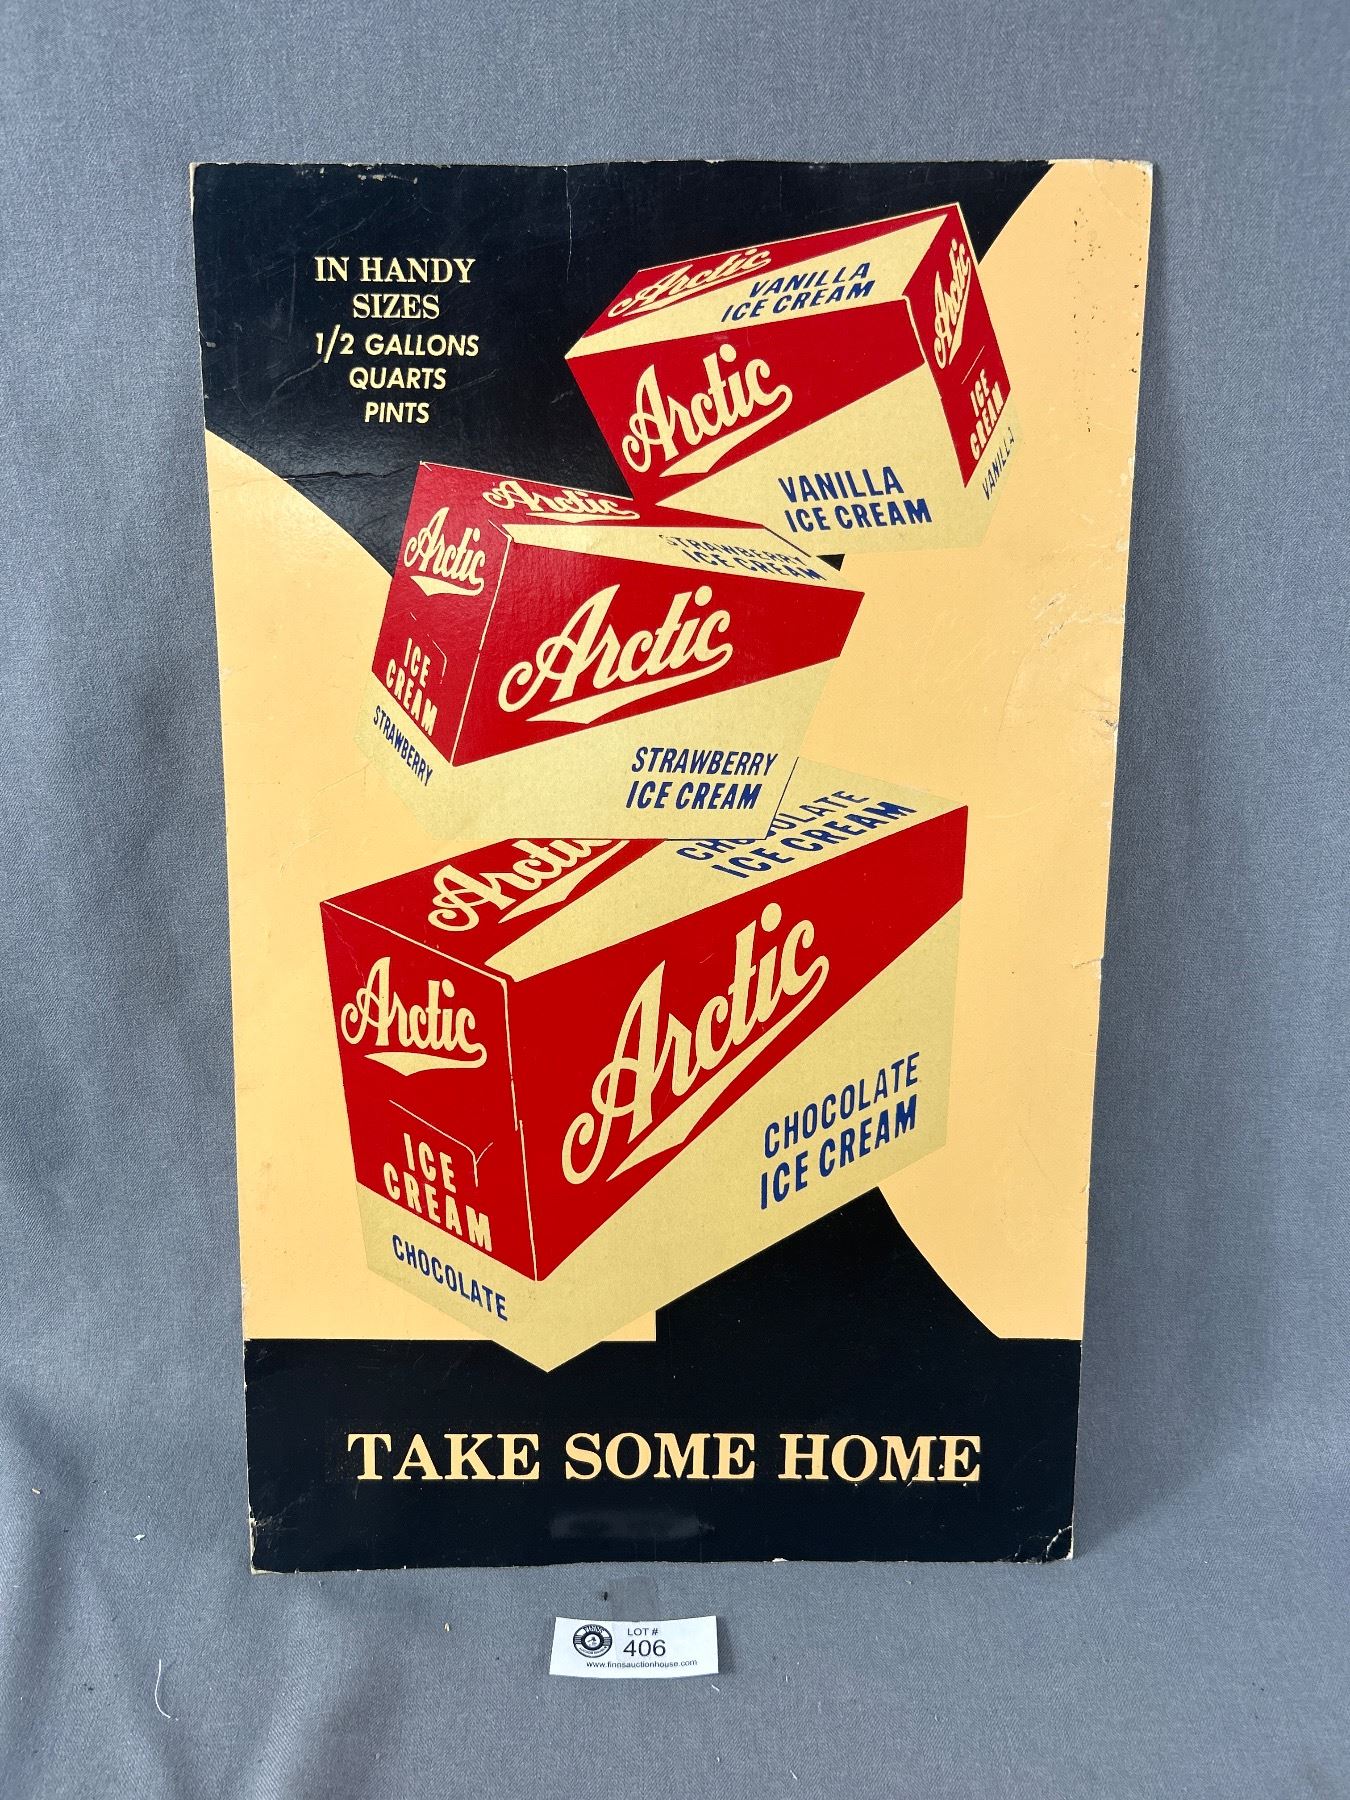 IN HANDY
SIZES
1/2 GALLONS
QUARTS
PINTS
Arctic
VANILLA
ICE CREAM
Arctic
VANILLA
ICE CREAM
Arctic
ICE
CREAM
VANILLA
Arctic
STRAWBERRY
ICE CREAM
Arctic
ICE
CREAM
STRAWBERRY
Arctic
STRAWBERRY
ICE CREAM
Arctic
CHOCOLATE
ICE CREAM
Arctic
ICE
CREAM
CHOCOLATE
Arctic
CHOCOLATE
ICE CREAM
TAKE SOME HOME
LOT #
406
www.finnsauctionhouse.com